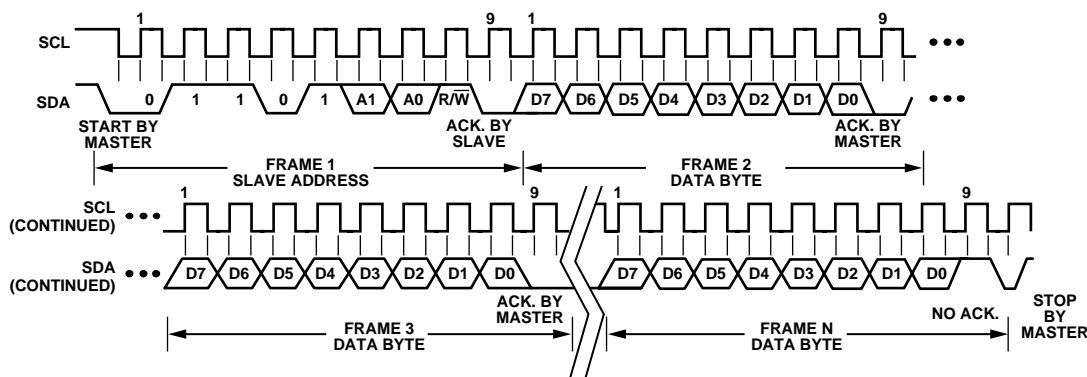 1 9 1 9
SCL
SDA 0 1 1 0 1 A1 A0 R/W̅ D7 D6 D5 D4 D3 D2 D1 D0
START BY
MASTER
ACK. BY
SLAVE
ACK. BY
MASTER
FRAME 1
SLAVE ADDRESS
FRAME 2
DATA BYTE
1 9 1 9
SCL
(CONTINUED)
SDA
(CONTINUED)
D7 D6 D5 D4 D3 D2 D1 D0
D7 D6 D5 D4 D3 D2 D1 D0
ACK. BY
MASTER
NO ACK.
STOP
BY
MASTER
FRAME 3
DATA BYTE
FRAME N
DATA BYTE